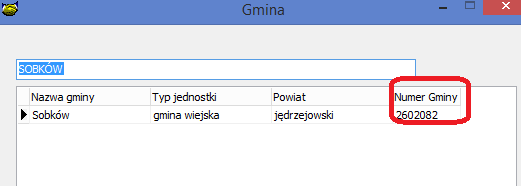 Gmina
SOBKÓW
Nazwa gminy Typ jednostki Powiat Numer Gminy
Sobków gmina wiejska jędrzejowski 2602082